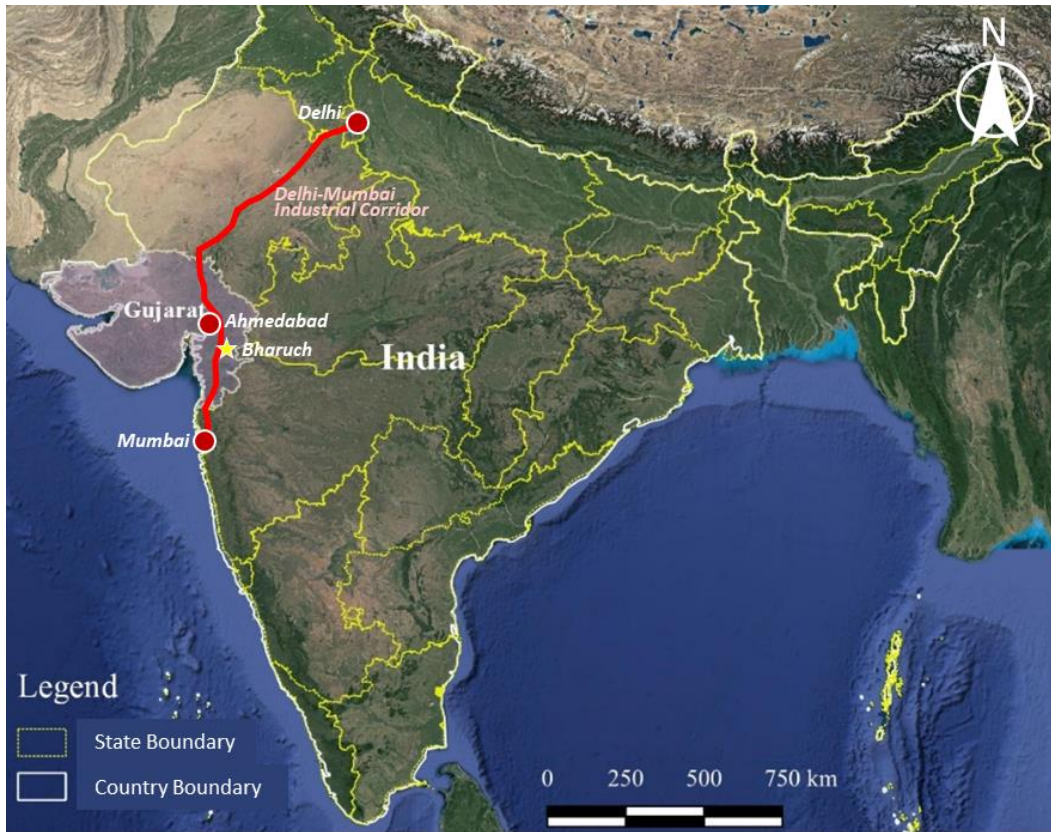 N
Delhi
Delhi-Mumbai
Industrial Corridor
Gujarat
Ahmedabad
Bharuch
India
Mumbai
Legend
State Boundary
Country Boundary
0 250 500 750 km